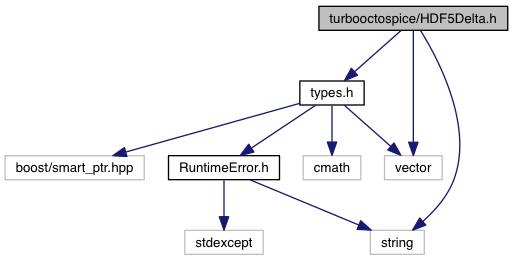 turbooctospice/HDF5Delta.h
types.h
boost/smart_ptr.hpp
RuntimeError.h
cmath
vector
stdexcept
string